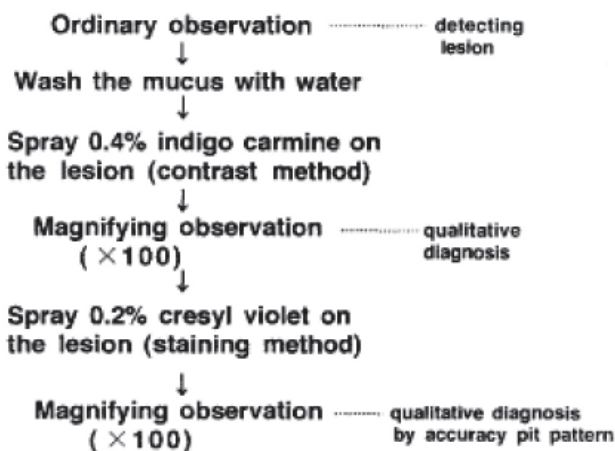 Ordinary observation ............ detecting
lesion
↓
Wash the mucus with water
↓
Spray 0.4% indigo carmine on
the lesion (contrast method)
↓
Magnifying observation ............ qualitative
(×100) diagnosis
↓
Spray 0.2% cresyl violet on
the lesion (staining method)
↓
Magnifying observation ........ qualitative diagnosis
(×100) by accuracy pit pattern